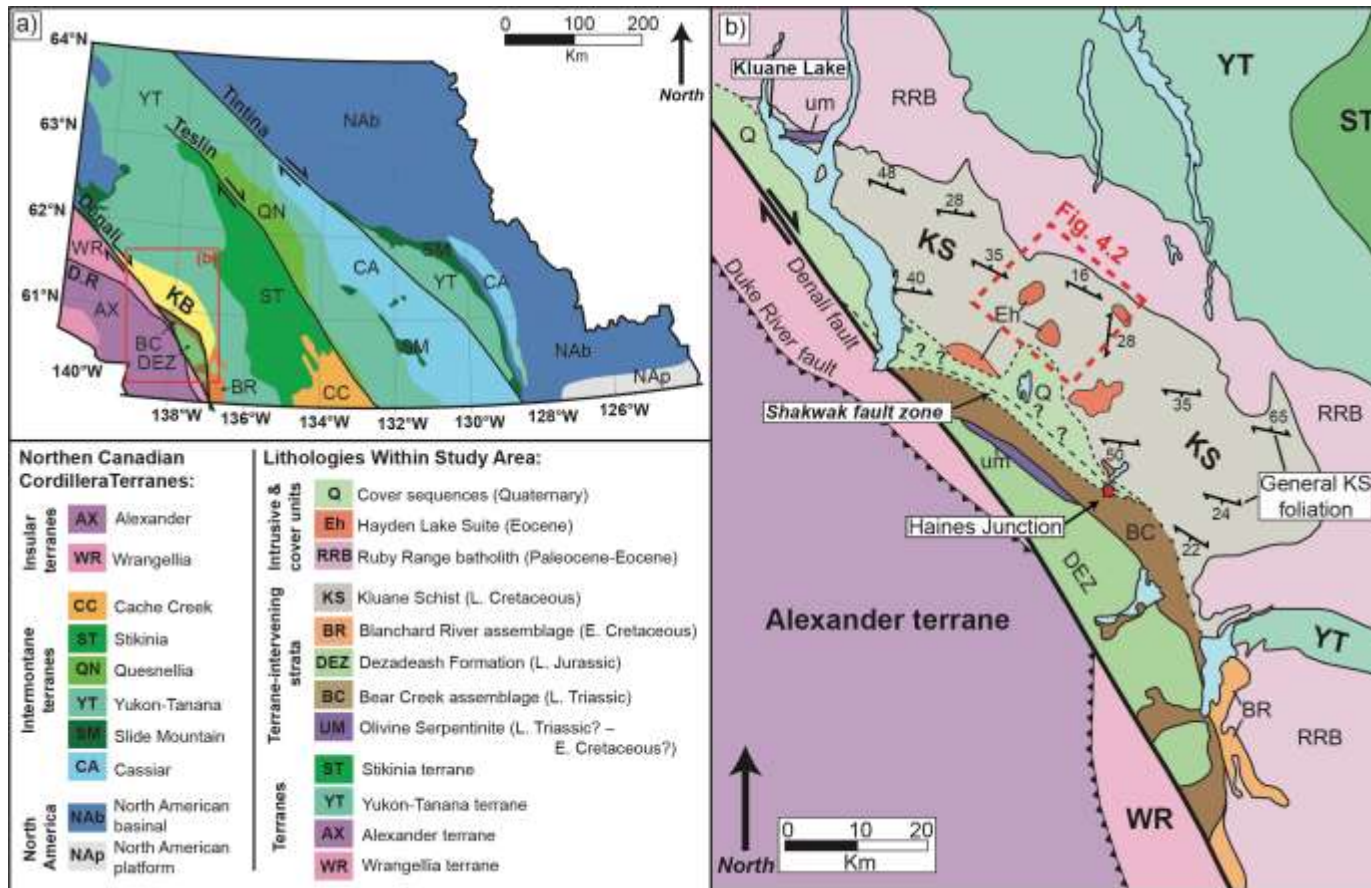 a)
0 100 200
Km
North
64°N
63°N
62°N
61°N
140°W
138°W
136°W
134°W
132°W
130°W
128°W
126°W
YT
Tintina
NAb
Teslin
QN
Denali
WR
D.R
AX
(b)
KB
ST
CA
SM
YT
CA
BC
DEZ
SM
NAb
NAp
BR
CC
Northen Canadian
CordilleraTerranes:
Insular
terranes
AX Alexander
WR Wrangellia
Intermontane
terranes
CC Cache Creek
ST Stikinia
QN Quesnellia
YT Yukon-Tanana
SM Slide Mountain
CA Cassiar
North
America
NAb North American
basinal
NAp North American
platform
Lithologies Within Study Area:
Intrusive &
cover units
Q Cover sequences (Quaternary)
Eh Hayden Lake Suite (Eocene)
RRB Ruby Range batholith (Paleocene-Eocene)
Terrane-intervening
strata
KS Kluane Schist (L. Cretaceous)
BR Blanchard River assemblage (E. Cretaceous)
DEZ Dezadeash Formation (L. Jurassic)
BC Bear Creek assemblage (L. Triassic)
UM Olivine Serpentinite (L. Triassic? –
E. Cretaceous?)
Terranes
ST Stikinia terrane
YT Yukon-Tanana terrane
AX Alexander terrane
WR Wrangellia terrane
b)
Kluane Lake
um
RRB
YT
ST
Q
48
28
KS
Fig. 4.2
35
16
40
Eh
28
Denali fault
Duke River fault
? ?
Q
?
?
Shakwak fault zone
35
65
RRB
50
KS
um
General KS
foliation
24
Haines Junction
BC
22
DEZ
Alexander terrane
YT
BR
RRB
WR
0 10 20
Km
North